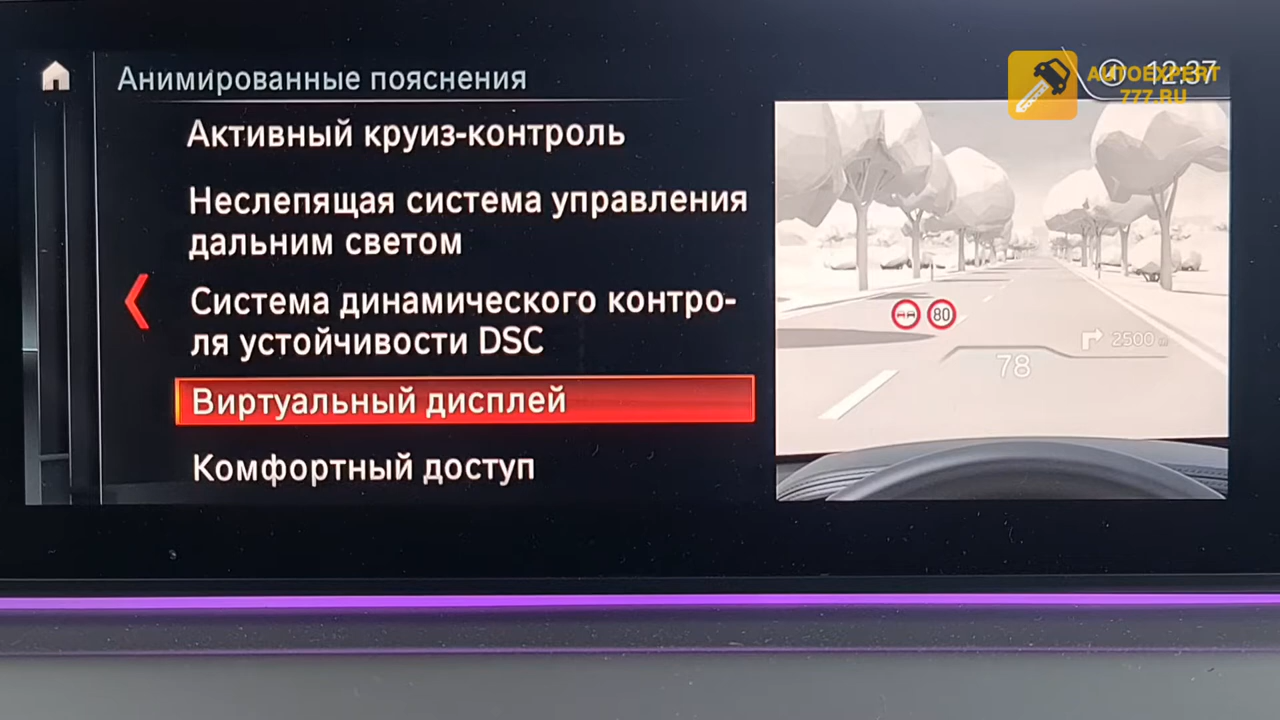 Анимированные пояснения
AUTOEXPERT
777.RU
12:37
Активный круиз-контроль
Неслепящая система управления
дальним светом
Система динамического контро-
ля устойчивости DSC
Виртуальный дисплей
Комфортный доступ
80
2500 m
78